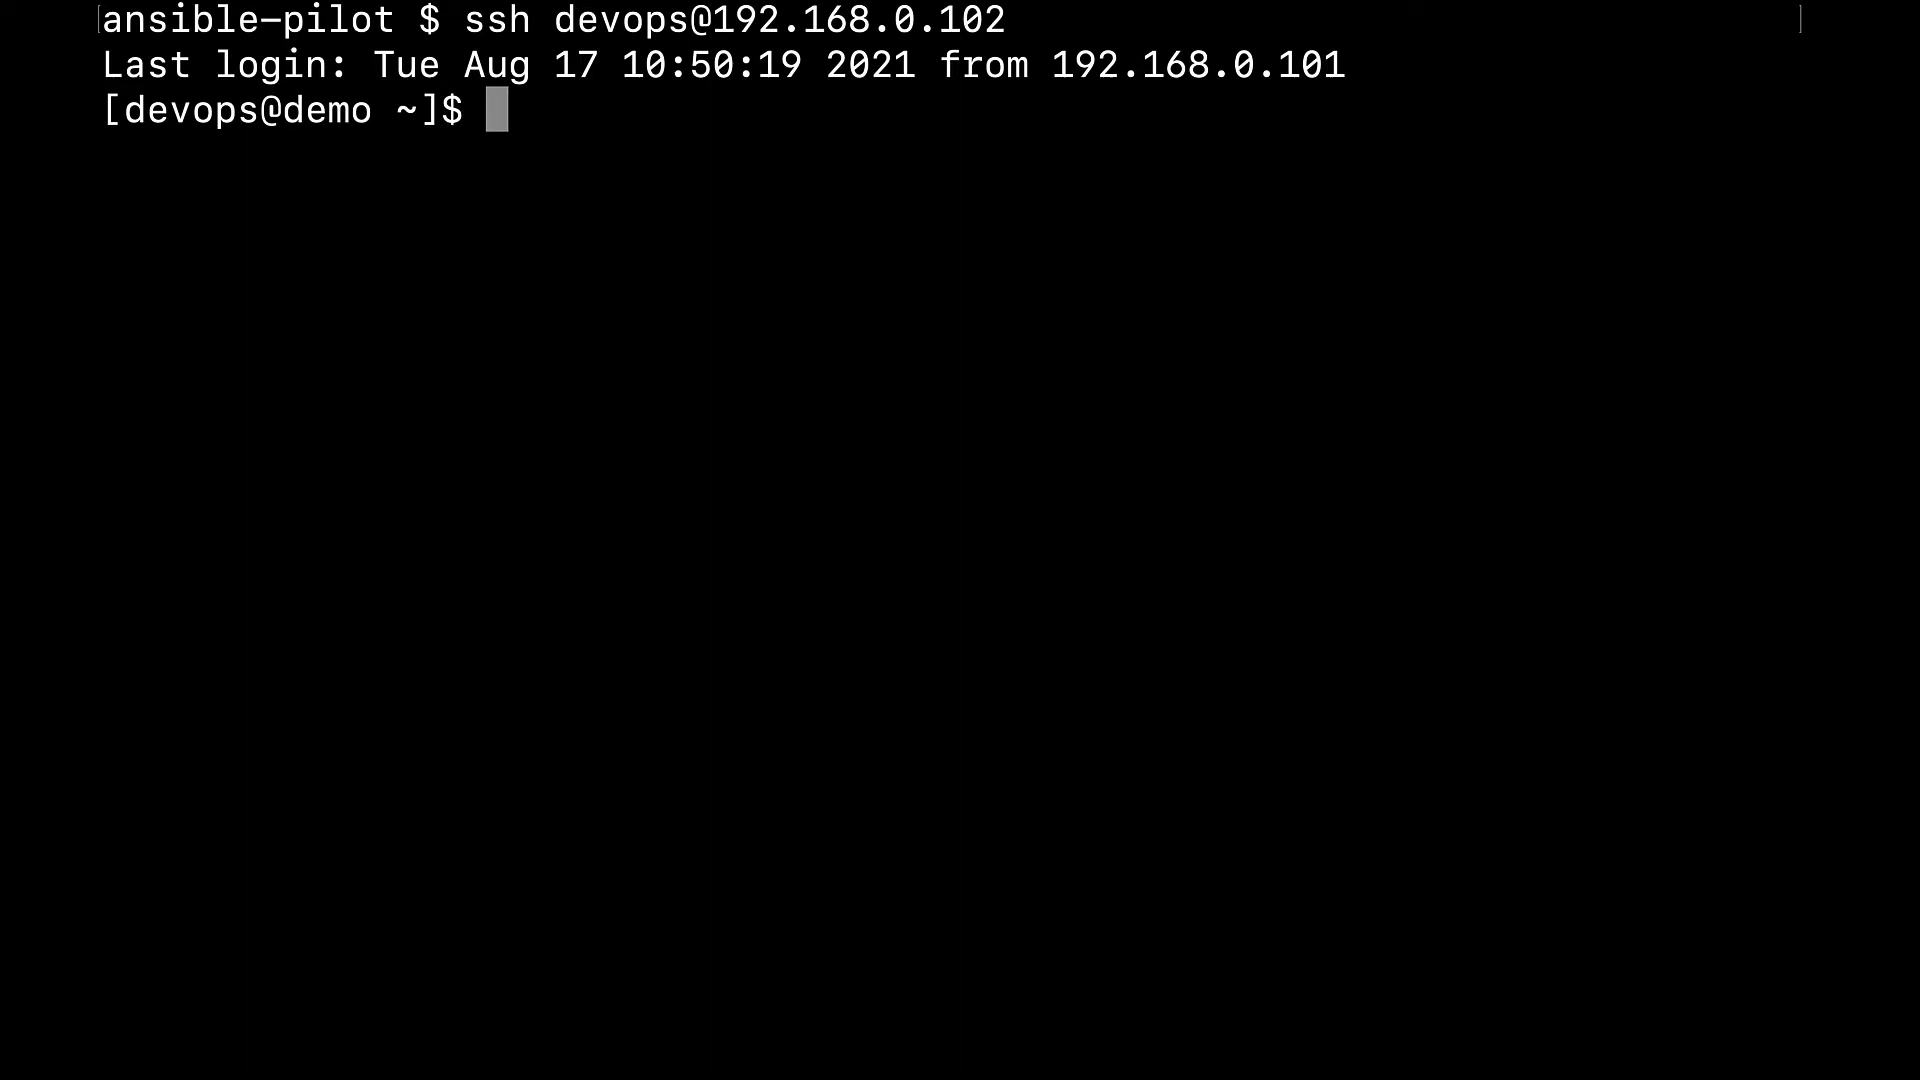 ansible-pilot $ ssh devops@192.168.0.102
Last login: Tue Aug 17 10:50:19 2021 from 192.168.0.101
[devops@demo ~]$